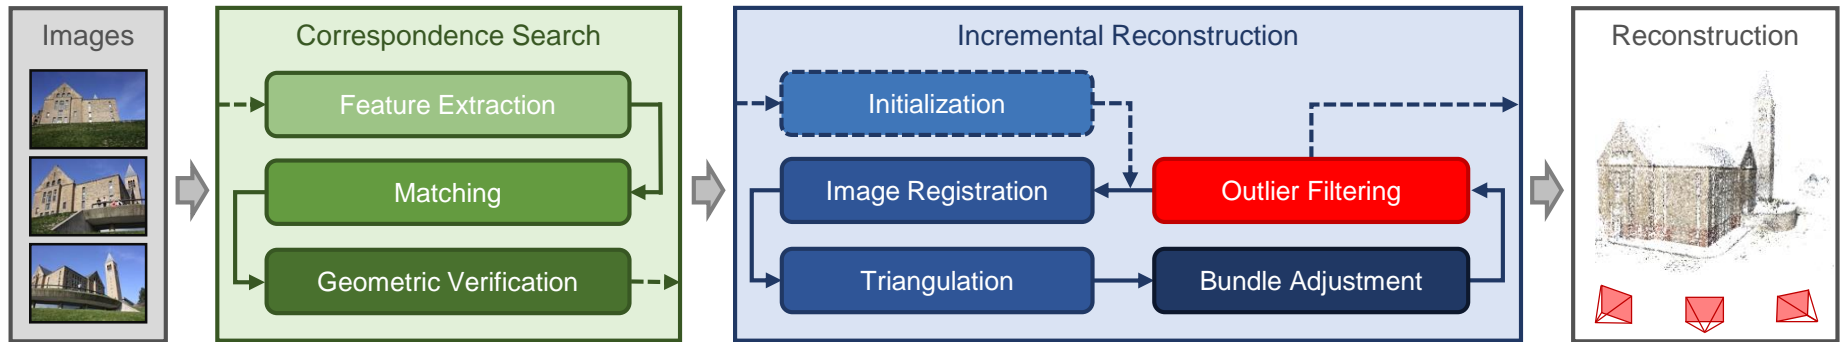 Images
Correspondence Search
Feature Extraction
Matching
Geometric Verification
Incremental Reconstruction
Initialization
Image Registration
Outlier Filtering
Triangulation
Bundle Adjustment
Reconstruction